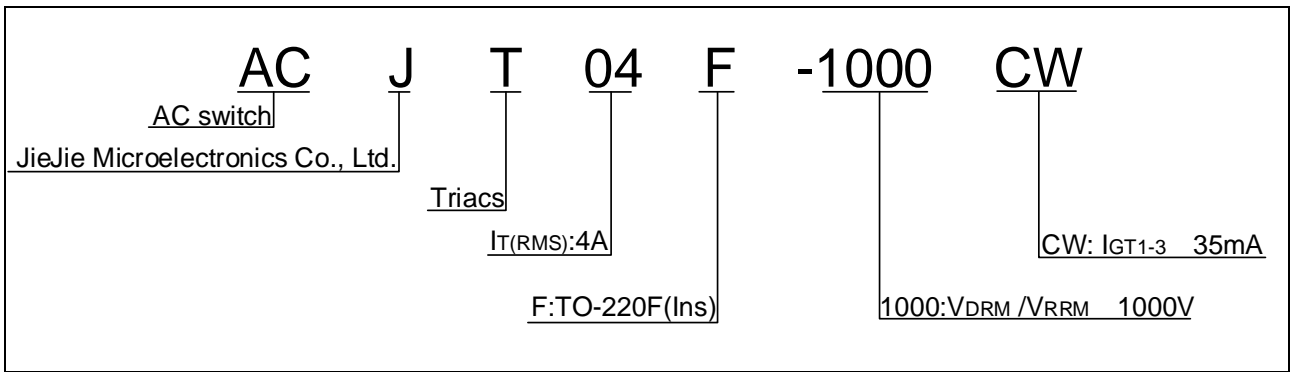 AC J T 04 F -1000 CW
AC switch
JieJie Microelectronics Co., Ltd.
Triacs
IT(RMS):4A
CW: IGT1-3 35mA
F:TO-220F(Ins)
1000:VDRM /VRRM 1000V